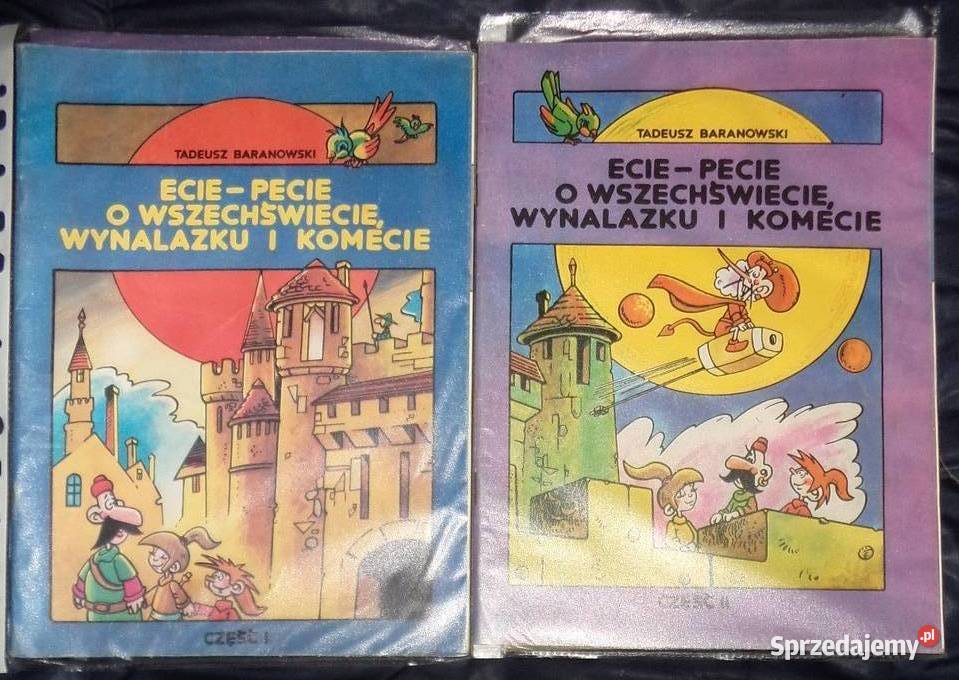 TADEUSZ BARANOWSKI
ECIE – PECIE
O WSZECHŚWIECIE,
WYNALAZKU I KOMECIE
CZĘŚĆ I
TADEUSZ BARANOWSKI
ECIE – PECIE
O WSZECHŚWIECIE,
WYNALAZKU I KOMECIE
CZĘŚĆ II
Sprzedajemy.pl